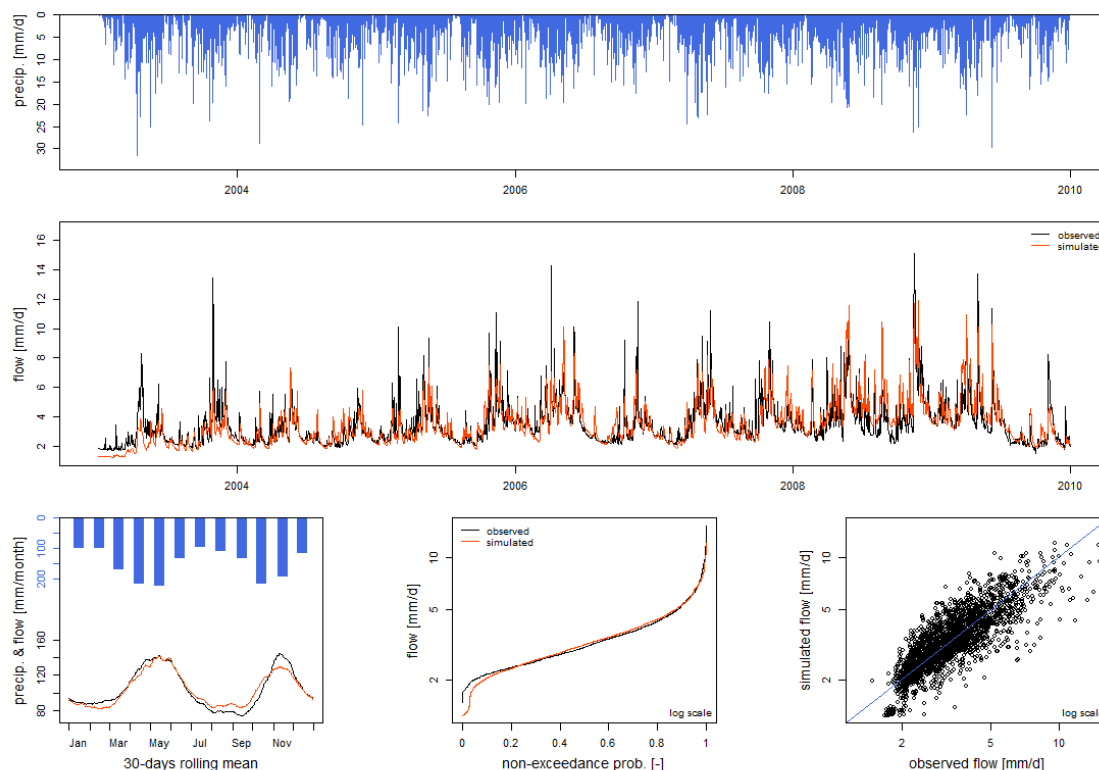 precip. [mm/d]
0
5
10
15
20
25
30
2004
2006
2008
2010
flow [mm/d]
16
14
12
10
8
6
4
2
observed
simulated
2004
2006
2008
2010
precip. & flow [mm/month]
0
100
200
160
120
80
Jan
Mar
May
Jul
Sep
Nov
30-days rolling mean
flow [mm/d]
observed
simulated
10
5
2
log scale
0
0.2
0.4
0.6
0.8
1
non-exceedance prob. [-]
simulated flow [mm/d]
10
5
2
log scale
2
5
10
observed flow [mm/d]